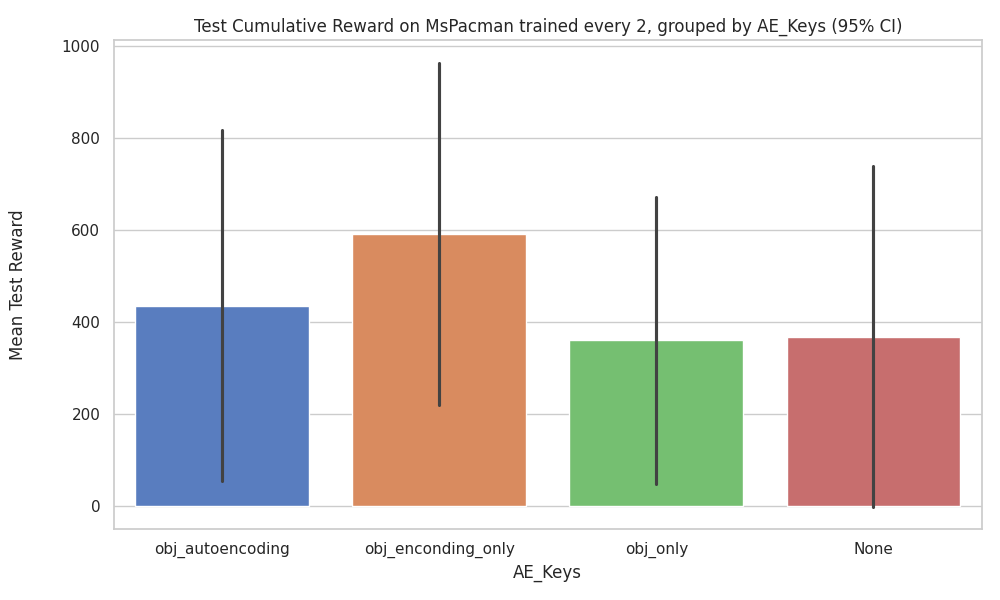 Test Cumulative Reward on MsPacman trained every 2, grouped by AE_Keys (95% CI)
1000
800
600
400
200
0
Mean Test Reward
obj_autoencoding
obj_enconding_only
obj_only
None
AE_Keys